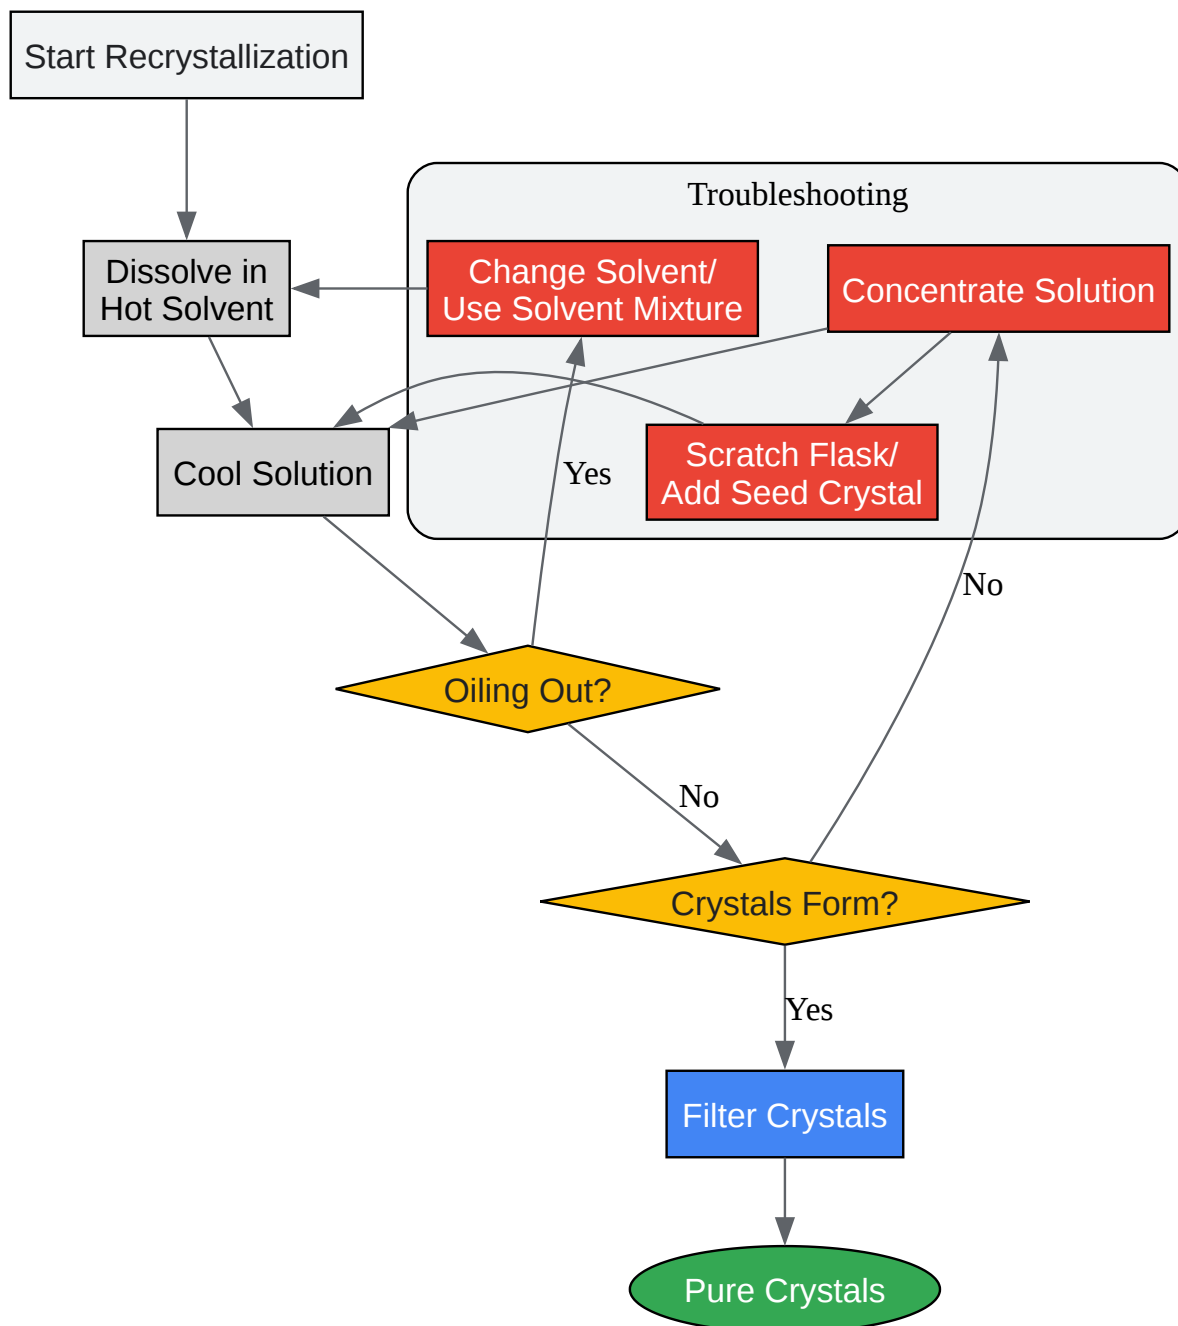 Start Recrystallization
Troubleshooting
Dissolve in
Hot Solvent
Change Solvent/
Use Solvent Mixture
Concentrate Solution
Cool Solution
Scratch Flask/
Add Seed Crystal
Yes
No
Oiling Out?
No
Crystals Form?
Yes
Filter Crystals
Pure Crystals